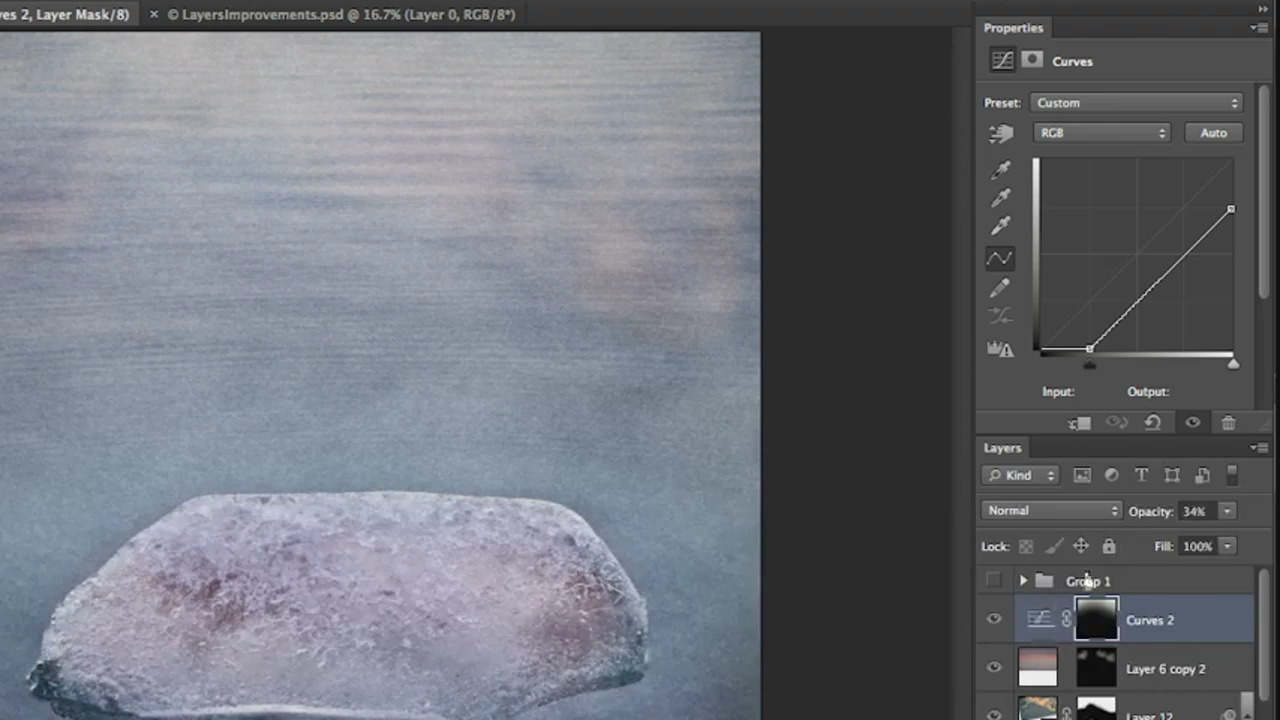 es 2, Layer Mask/8) × © LayersImprovements.psd @ 16.7% (Layer 0, RGB/8*)
Properties
Curves
Preset: Custom
RGB Auto
Input: Output:
Layers
Kind
Normal Opacity: 34%
Lock: Fill: 100%
Group 1
Curves 2
Layer 6 copy 2
Layer 12